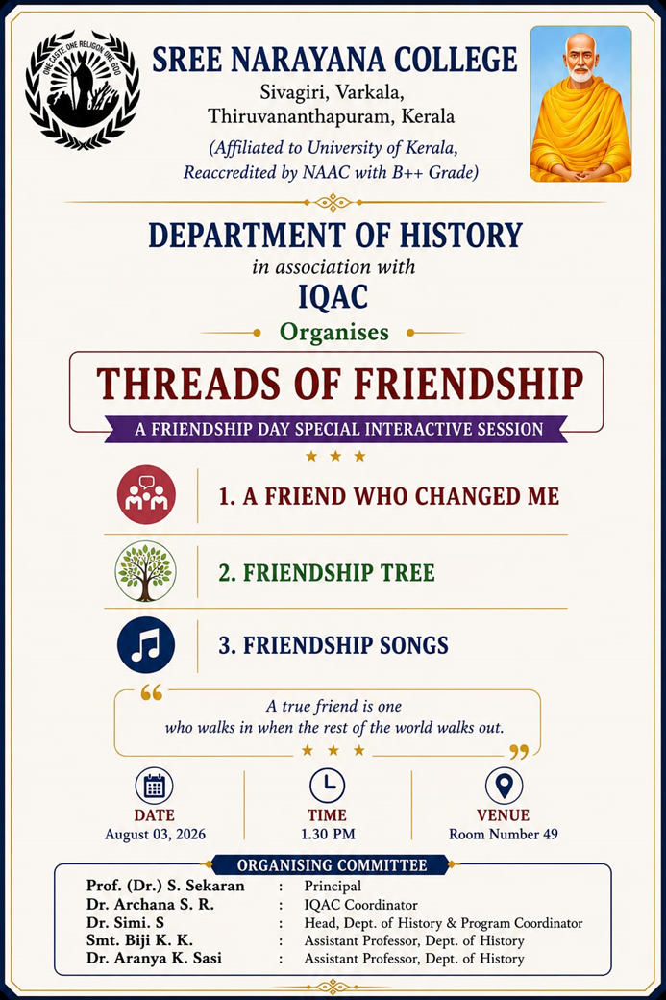 ONE CASTE, ONE RELIGION, ONE GOD
SREE NARAYANA COLLEGE
Sivagiri, Varkala,
Thiruvananthapuram, Kerala
(Affiliated to University of Kerala,
Reaccredited by NAAC with B++ Grade)
DEPARTMENT OF HISTORY
in association with
IQAC
Organises
THREADS OF FRIENDSHIP
A FRIENDSHIP DAY SPECIAL INTERACTIVE SESSION
1. A FRIEND WHO CHANGED ME
2. FRIENDSHIP TREE
3. FRIENDSHIP SONGS
“ A true friend is one
who walks in when the rest of the world walks out. ”
DATE
August 03, 2026
TIME
1.30 PM
VENUE
Room Number 49
ORGANISING COMMITTEE
Prof. (Dr.) S. Sekaran : Principal
Dr. Archana S. R. : IQAC Coordinator
Dr. Simi. S : Head, Dept. of History & Program Coordinator
Smt. Biji K. K. : Assistant Professor, Dept. of History
Dr. Aranya K. Sasi : Assistant Professor, Dept. of History